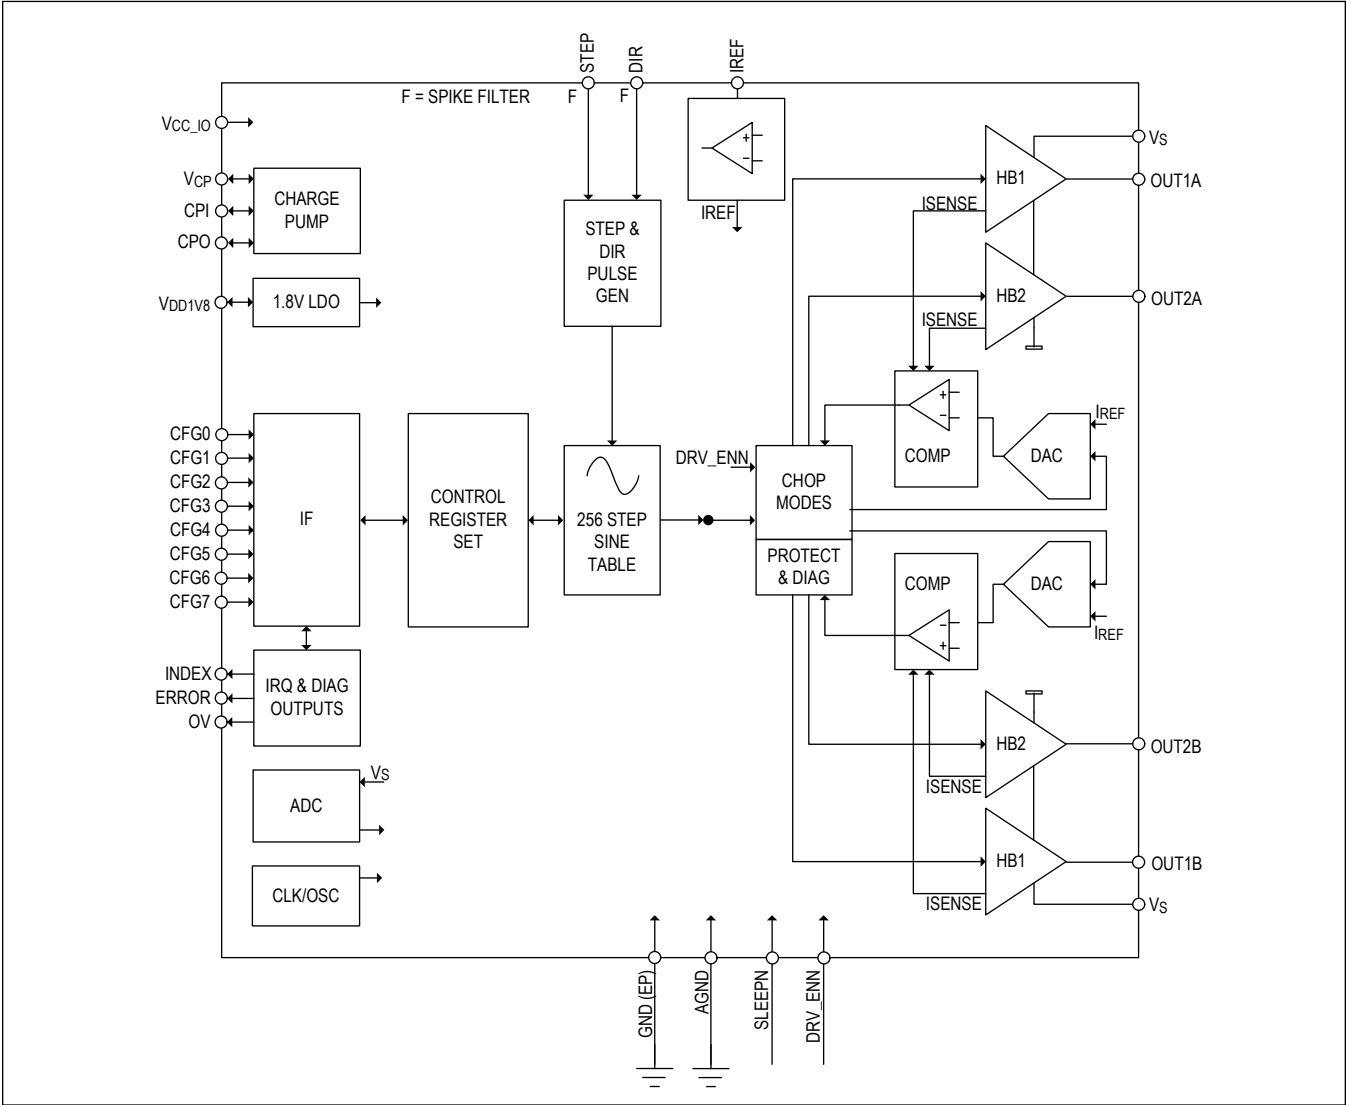 STEP
DIR
IREF
F = SPIKE FILTER
F
F
VCC_IO
VS
VCP
CPI
CPO
CHARGE
PUMP
STEP &
DIR
PULSE
GEN
IREF
HB1
OUT1A
ISENSE
VDD1V8
1.8V LDO
HB2
OUT2A
ISENSE
CFG0
CFG1
CFG2
CFG3
CFG4
CFG5
CFG6
CFG7
IF
CONTROL
REGISTER
SET
256 STEP
SINE
TABLE
DRV_ENN
CHOP
MODES
PROTECT
& DIAG
+
−
+
−
COMP
DAC
IREF
COMP
−
+
DAC
IREF
INDEX
ERROR
OV
IRQ & DIAG
OUTPUTS
HB2
OUT2B
ISENSE
VS
ADC
HB1
OUT1B
ISENSE
VS
CLK/OSC
GND (EP)
AGND
SLEEPN
DRV_ENN